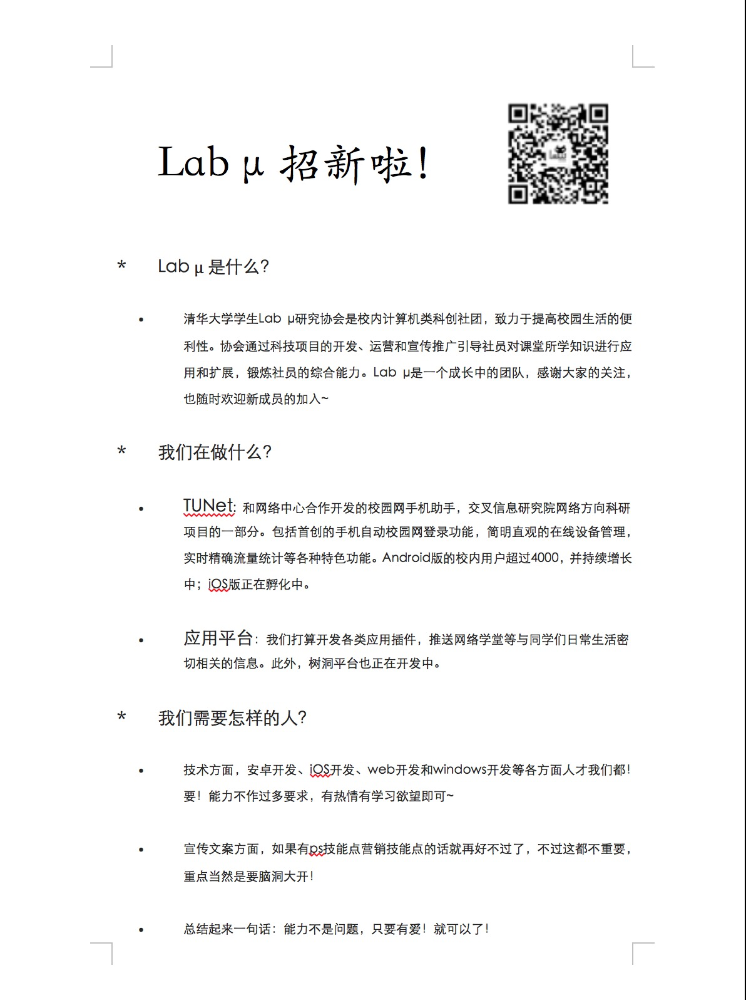 Lab μ 招新啦！
* Lab μ 是什么？
• 清华大学学生Lab μ研究协会是校内计算机类科创社团，致力于提高校园生活的便
利性。协会通过科技项目的开发、运营和宣传推广引导社员对课堂所学知识进行应
用和扩展，锻炼社员的综合能力。Lab μ是一个成长中的团队，感谢大家的关注，
也随时欢迎新成员的加入~
* 我们在做什么？
• TUNet: 和网络中心合作开发的校园网手机助手，交叉信息研究院网络方向科研
项目的一部分。包括首创的手机自动校园网登录功能，简明直观的在线设备管理，
实时精确流量统计等各种特色功能。Android版的校内用户超过4000，并持续增长
中；iOS版正在孵化中。
• 应用平台：我们打算开发各类应用插件，推送网络学堂等与同学们日常生活密
切相关的信息。此外，树洞平台也正在开发中。
* 我们需要怎样的人？
• 技术方面，安卓开发、iOS开发、web开发和windows开发等各方面人才我们都！
要！能力不作过多要求，有热情有学习欲望即可~
• 宣传文案方面，如果有ps技能点营销技能点的话就再好不过了，不过这都不重要，
重点当然是要脑洞大开！
• 总结起来一句话：能力不是问题，只要有爱！就可以了！